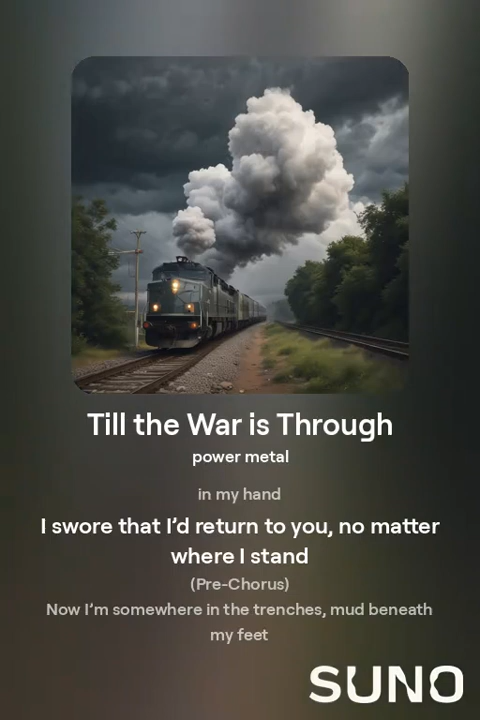 Till the War is Through
power metal
in my hand
I swore that I'd return to you, no matter
where I stand
(Pre-Chorus)
Now I'm somewhere in the trenches, mud beneath
my feet
SUNO